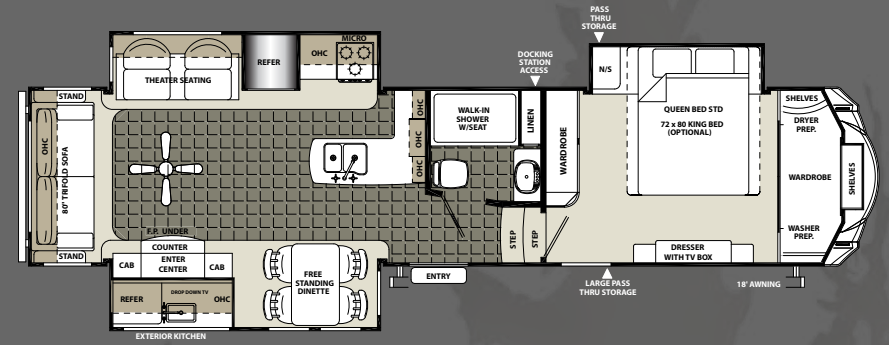 PASS
THRU
STORAGE
DOCKING
STATION
ACCESS
MICRO
OHC
REFER
THEATER SEATING
N/S
STAND
OHC
80" TRIFOLD SOFA
STAND
OHC
OHC
OHC
WALK-IN
SHOWER
W/SEAT
LINEN
WARDROBE
QUEEN BED STD
72 x 80 KING BED
(OPTIONAL)
SHELVES
DRYER
PREP.
WARDROBE
SHELVES
WASHER
PREP.
F.P. UNDER
COUNTER
CAB
ENTER
CENTER
CAB
REFER
DROP DOWN TV
OHC
EXTERIOR KITCHEN
FREE
STANDING
DINETTE
ENTRY
STEP
STEP
DRESSER
WITH TV BOX
LARGE PASS
THRU STORAGE
18' AWNING